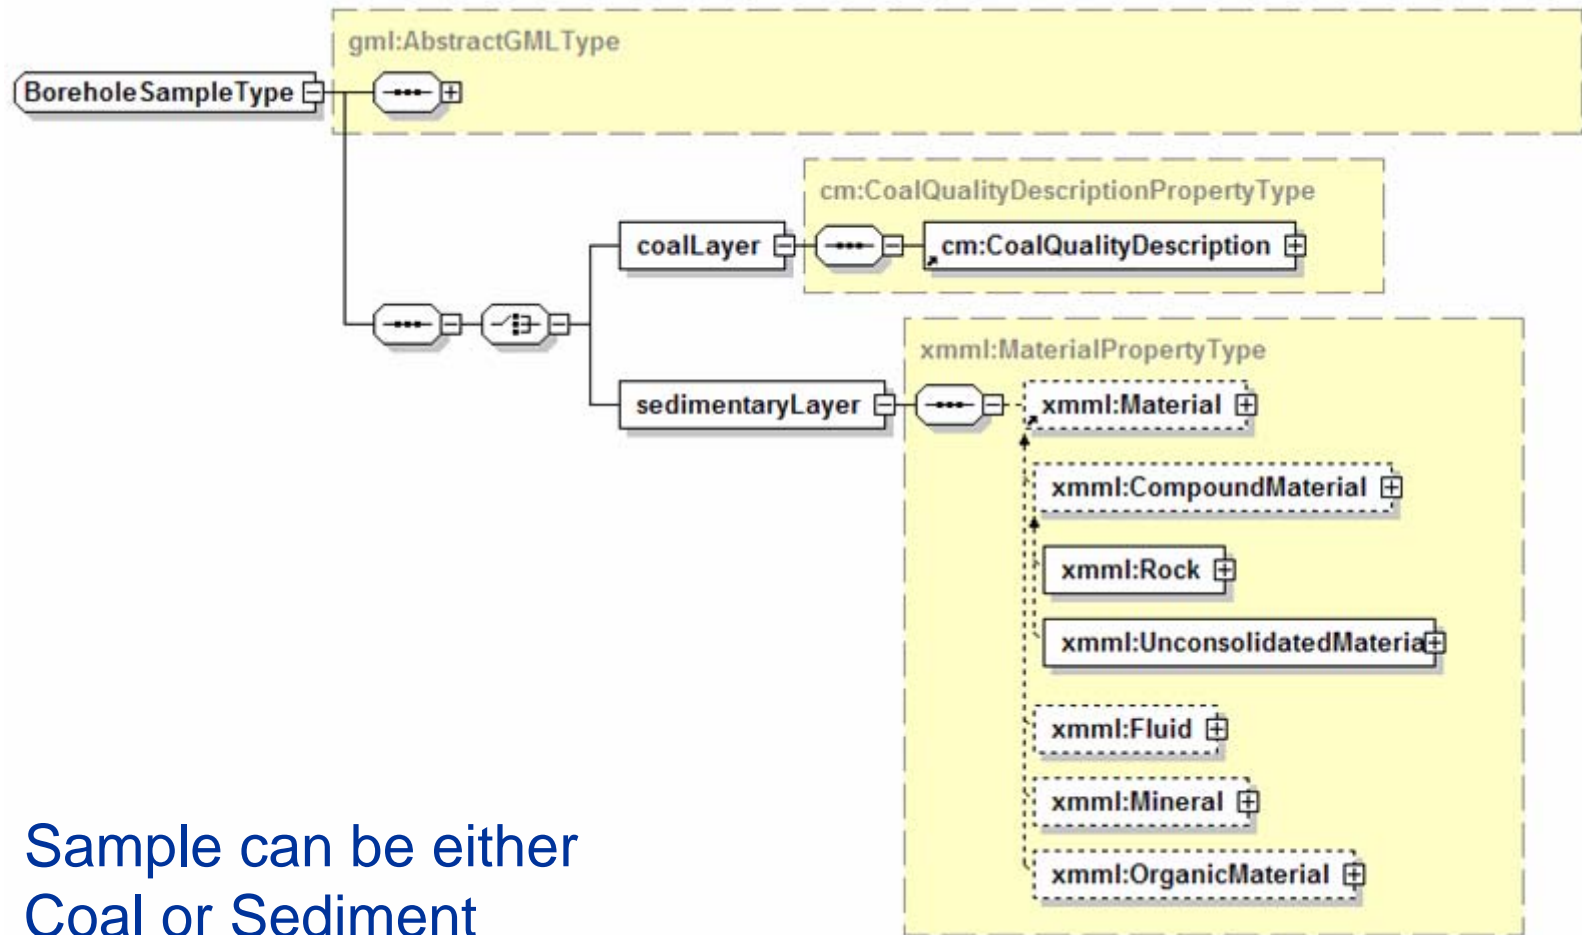 gml:AbstractGMLType
BoreholeSampleType
cm:CoalQualityDescriptionPropertyType
coalLayer
cm:CoalQualityDescription
xmml:MaterialPropertyType
sedimentaryLayer
xmml:Material
xmml:CompoundMaterial
xmml:Rock
xmml:UnconsolidatedMateria
xmml:Fluid
xmml:Mineral
xmml:OrganicMaterial
Sample can be either
Coal or Sediment